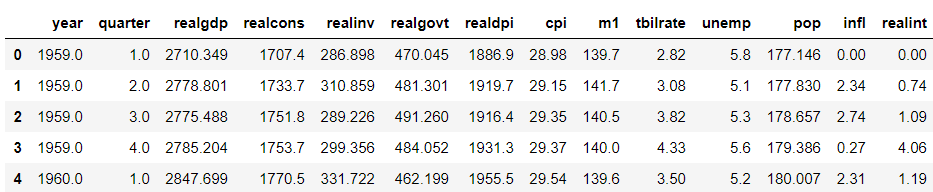 year quarter realgdp realcons realinv realgovt realdpi cpi m1 tbilrate unemp pop infl realint
0 1959.0 1.0 2710.349 1707.4 286.898 470.045 1886.9 28.98 139.7 2.82 5.8 177.146 0.00 0.00
1 1959.0 2.0 2778.801 1733.7 310.859 481.301 1919.7 29.15 141.7 3.08 5.1 177.830 2.34 0.74
2 1959.0 3.0 2775.488 1751.8 289.226 491.260 1916.4 29.35 140.5 3.82 5.3 178.657 2.74 1.09
3 1959.0 4.0 2785.204 1753.7 299.356 484.052 1931.3 29.37 140.0 4.33 5.6 179.386 0.27 4.06
4 1960.0 1.0 2847.699 1770.5 331.722 462.199 1955.5 29.54 139.6 3.50 5.2 180.007 2.31 1.19